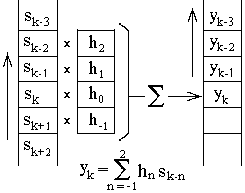 s_{k-3} y_{k-3}
s_{k-2} × h_2 y_{k-2}
s_{k-1} × h_1 y_{k-1}
s_k × h_0 Σ y_k
s_{k+1} × h_{-1}
s_{k+2}
y_k = \sum_{n=-1}^{2} h_n s_{k-n}